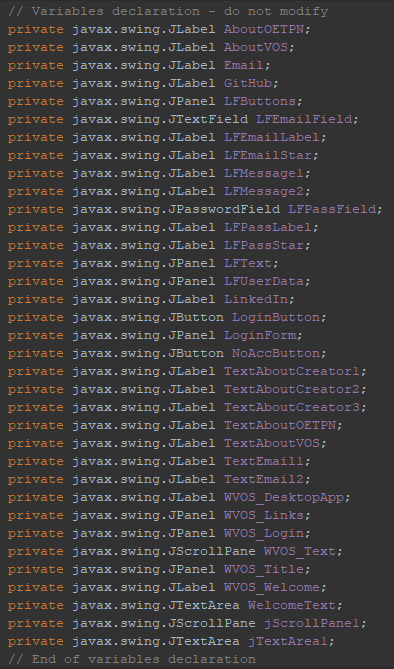 // Variables declaration - do not modify
private javax.swing.JLabel AboutOETPN;
private javax.swing.JLabel AboutVOS;
private javax.swing.JLabel Email;
private javax.swing.JLabel GitHub;
private javax.swing.JPanel LFButtons;
private javax.swing.JTextField LFEmailField;
private javax.swing.JLabel LFEmailLabel;
private javax.swing.JLabel LFEmailStar;
private javax.swing.JLabel LFMessage1;
private javax.swing.JLabel LFMessage2;
private javax.swing.JPasswordField LFPassField;
private javax.swing.JLabel LFPassLabel;
private javax.swing.JLabel LFPassStar;
private javax.swing.JPanel LFText;
private javax.swing.JPanel LFUserData;
private javax.swing.JLabel LinkedIn;
private javax.swing.JButton LoginButton;
private javax.swing.JPanel LoginForm;
private javax.swing.JButton NoAccButton;
private javax.swing.JLabel TextAboutCreator1;
private javax.swing.JLabel TextAboutCreator2;
private javax.swing.JLabel TextAboutCreator3;
private javax.swing.JLabel TextAboutOETPN;
private javax.swing.JLabel TextAboutVOS;
private javax.swing.JLabel TextEmail1;
private javax.swing.JLabel TextEmail2;
private javax.swing.JLabel WVOS_DesktopApp;
private javax.swing.JPanel WVOS_Links;
private javax.swing.JPanel WVOS_Login;
private javax.swing.JScrollPane WVOS_Text;
private javax.swing.JPanel WVOS_Title;
private javax.swing.JLabel WVOS_Welcome;
private javax.swing.JTextArea WelcomeText;
private javax.swing.JScrollPane jScrollPane1;
private javax.swing.JTextArea jTextArea1;
// End of variables declaration